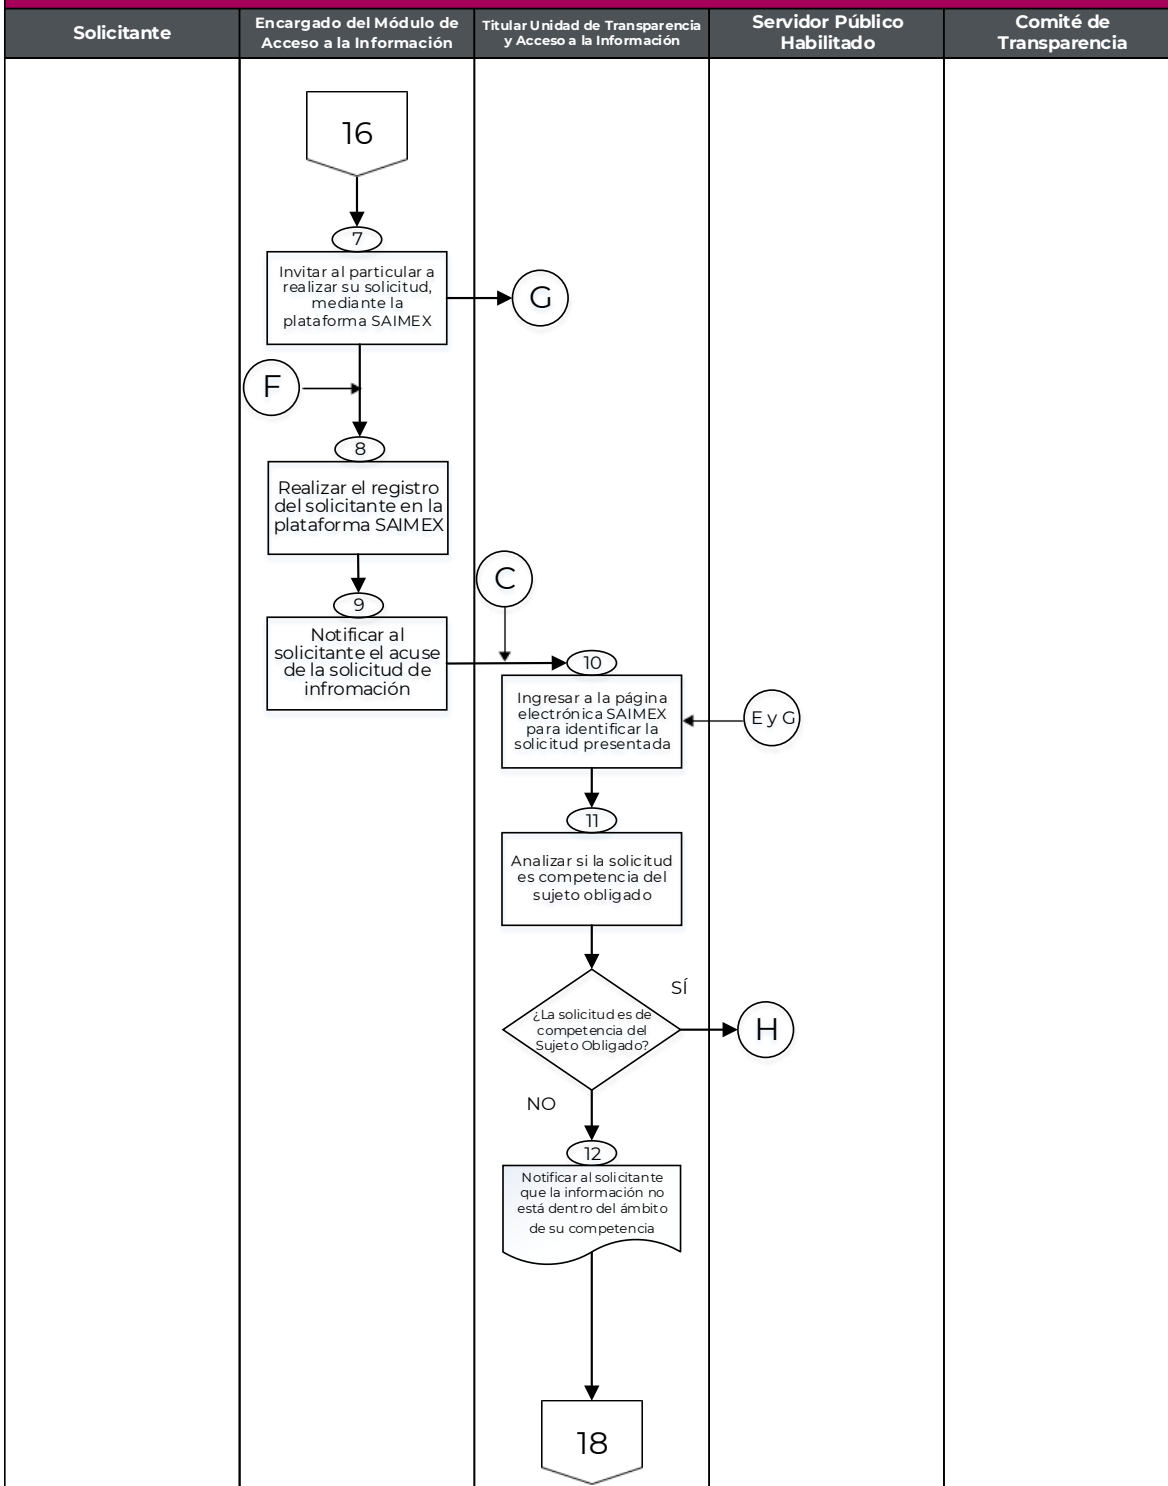 Solicitante
Encargado del Módulo de
Acceso a la Información
Titular Unidad de Transparencia
y Acceso a la Información
Servidor Público
Habilitado
Comité de
Transparencia
16
7
Invitar al particular a
realizar su solicitud,
mediante la
plataforma SAIMEX
G
F
8
Realizar el registro
del solicitante en la
plataforma SAIMEX
C
9
Notificar al
solicitante el acuse
de la solicitud de
infromación
10
Ingresar a la página
electrónica SAIMEX
para identificar la
solicitud presentada
E y G
11
Analizar si la solicitud
es competencia del
sujeto obligado
SÍ
¿La solicitud es de
competencia del
Sujeto Obligado?
H
NO
12
Notificar al solicitante
que la información no
está dentro del ámbito
de su competencia
18